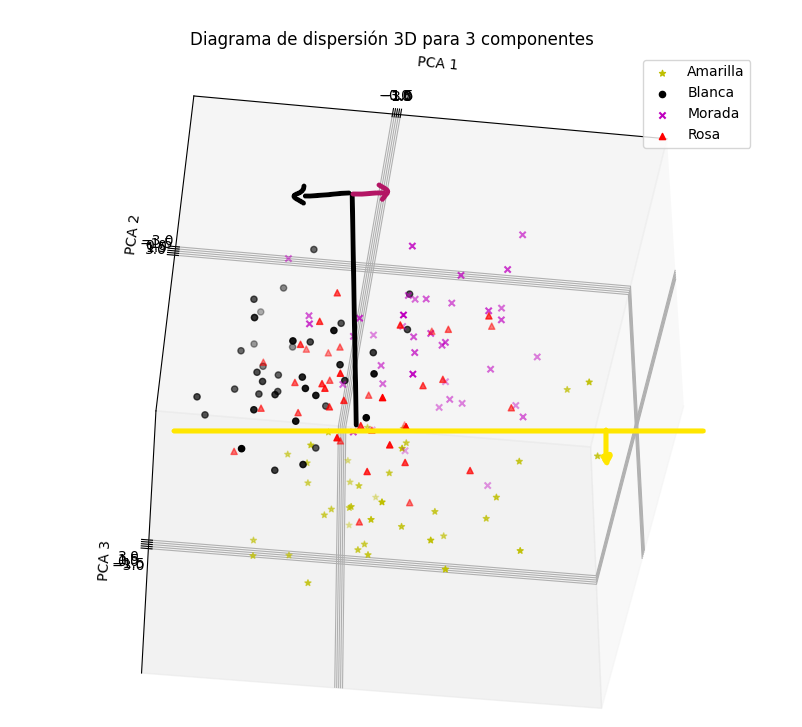 Diagrama de dispersión 3D para 3 componentes
PCA 1
Amarilla
Blanca
Morada
Rosa
PCA 2
PCA 3